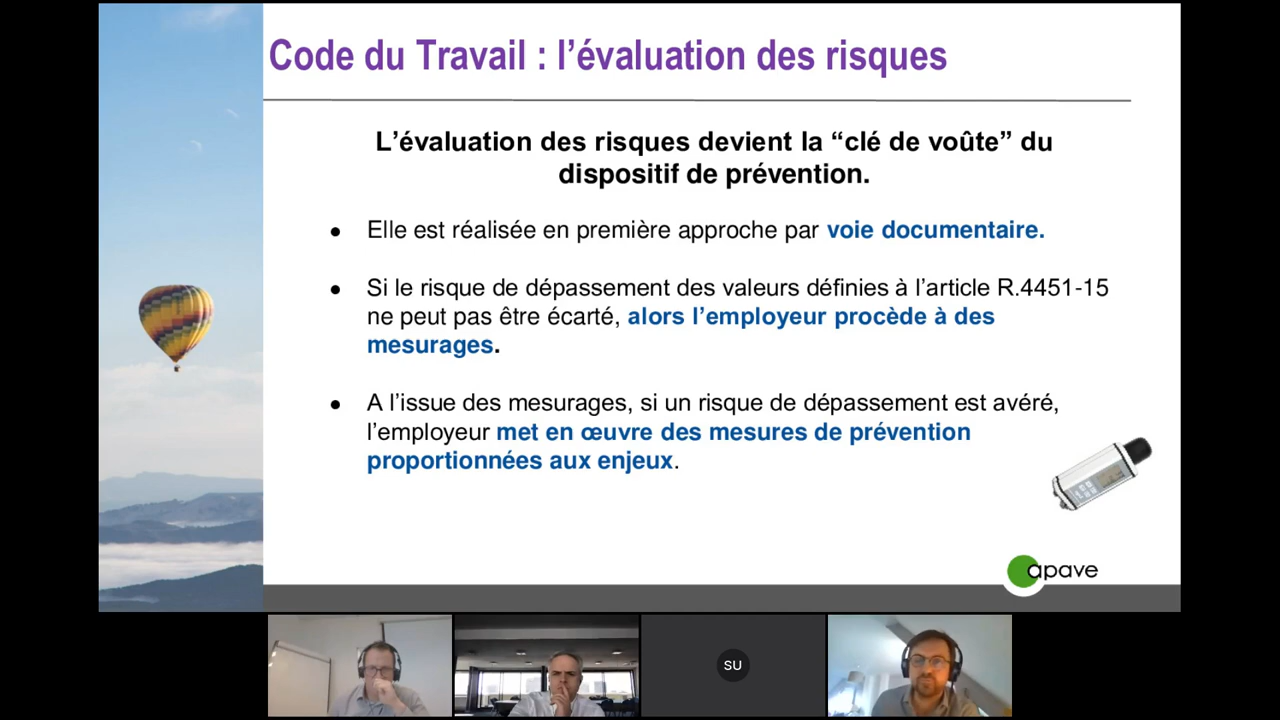 Code du Travail : l’évaluation des risques
L’évaluation des risques devient la “clé de voûte” du
dispositif de prévention.
● Elle est réalisée en première approche par voie documentaire.
● Si le risque de dépassement des valeurs définies à l’article R.4451-15
ne peut pas être écarté, alors l’employeur procède à des
mesurages.
● A l’issue des mesurages, si un risque de dépassement est avéré,
l’employeur met en œuvre des mesures de prévention
proportionnées aux enjeux.
apave
SU